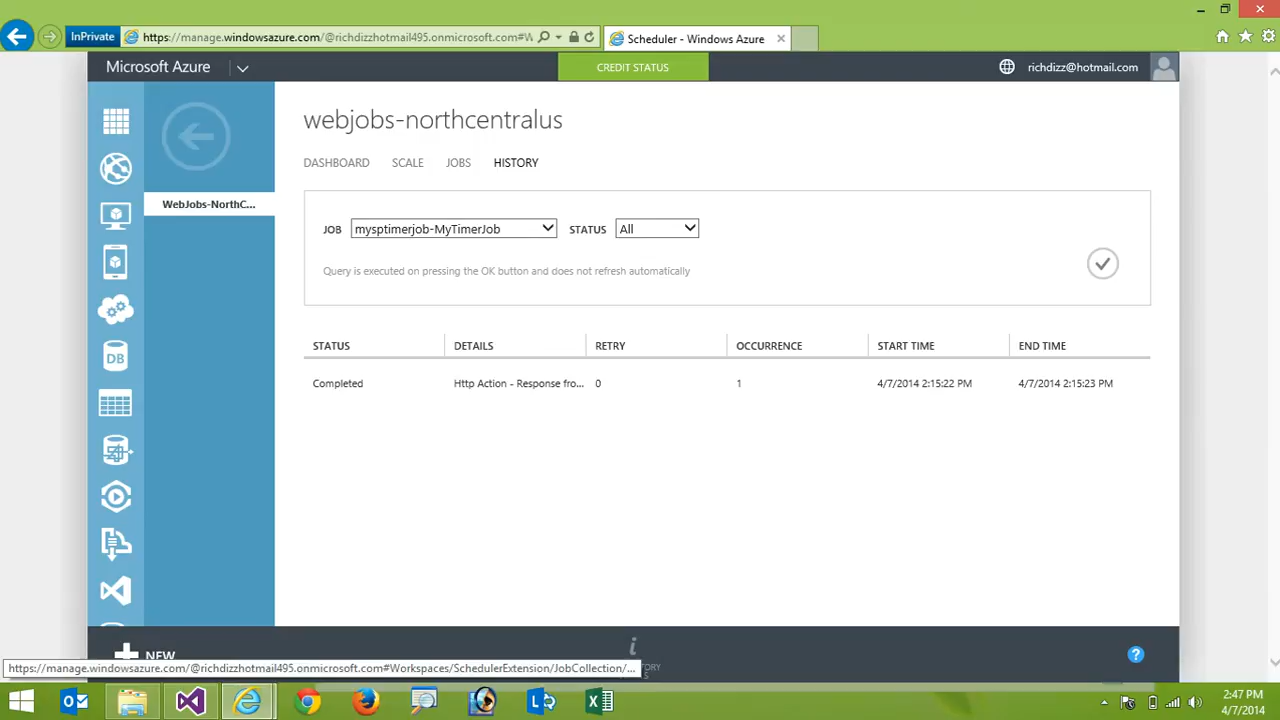 InPrivate
https://manage.windowsazure.com/@richdizzhotmail495.onmicrosoft.com#W
Scheduler - Windows Azure
Microsoft Azure
CREDIT STATUS
richdizz@hotmail.com
WebJobs-NorthC...
webjobs-northcentralus
DASHBOARD SCALE JOBS HISTORY
JOB mysptimerjob-MyTimerJob STATUS All
Query is executed on pressing the OK button and does not refresh automatically
STATUS DETAILS RETRY OCCURRENCE START TIME END TIME
Completed Http Action - Response fro... 0 1 4/7/2014 2:15:22 PM 4/7/2014 2:15:23 PM
DB
NEW
https://manage.windowsazure.com/@richdizzhotmail495.onmicrosoft.com#Workspaces/SchedulerExtension/JobCollection/...
2:47 PM
4/7/2014